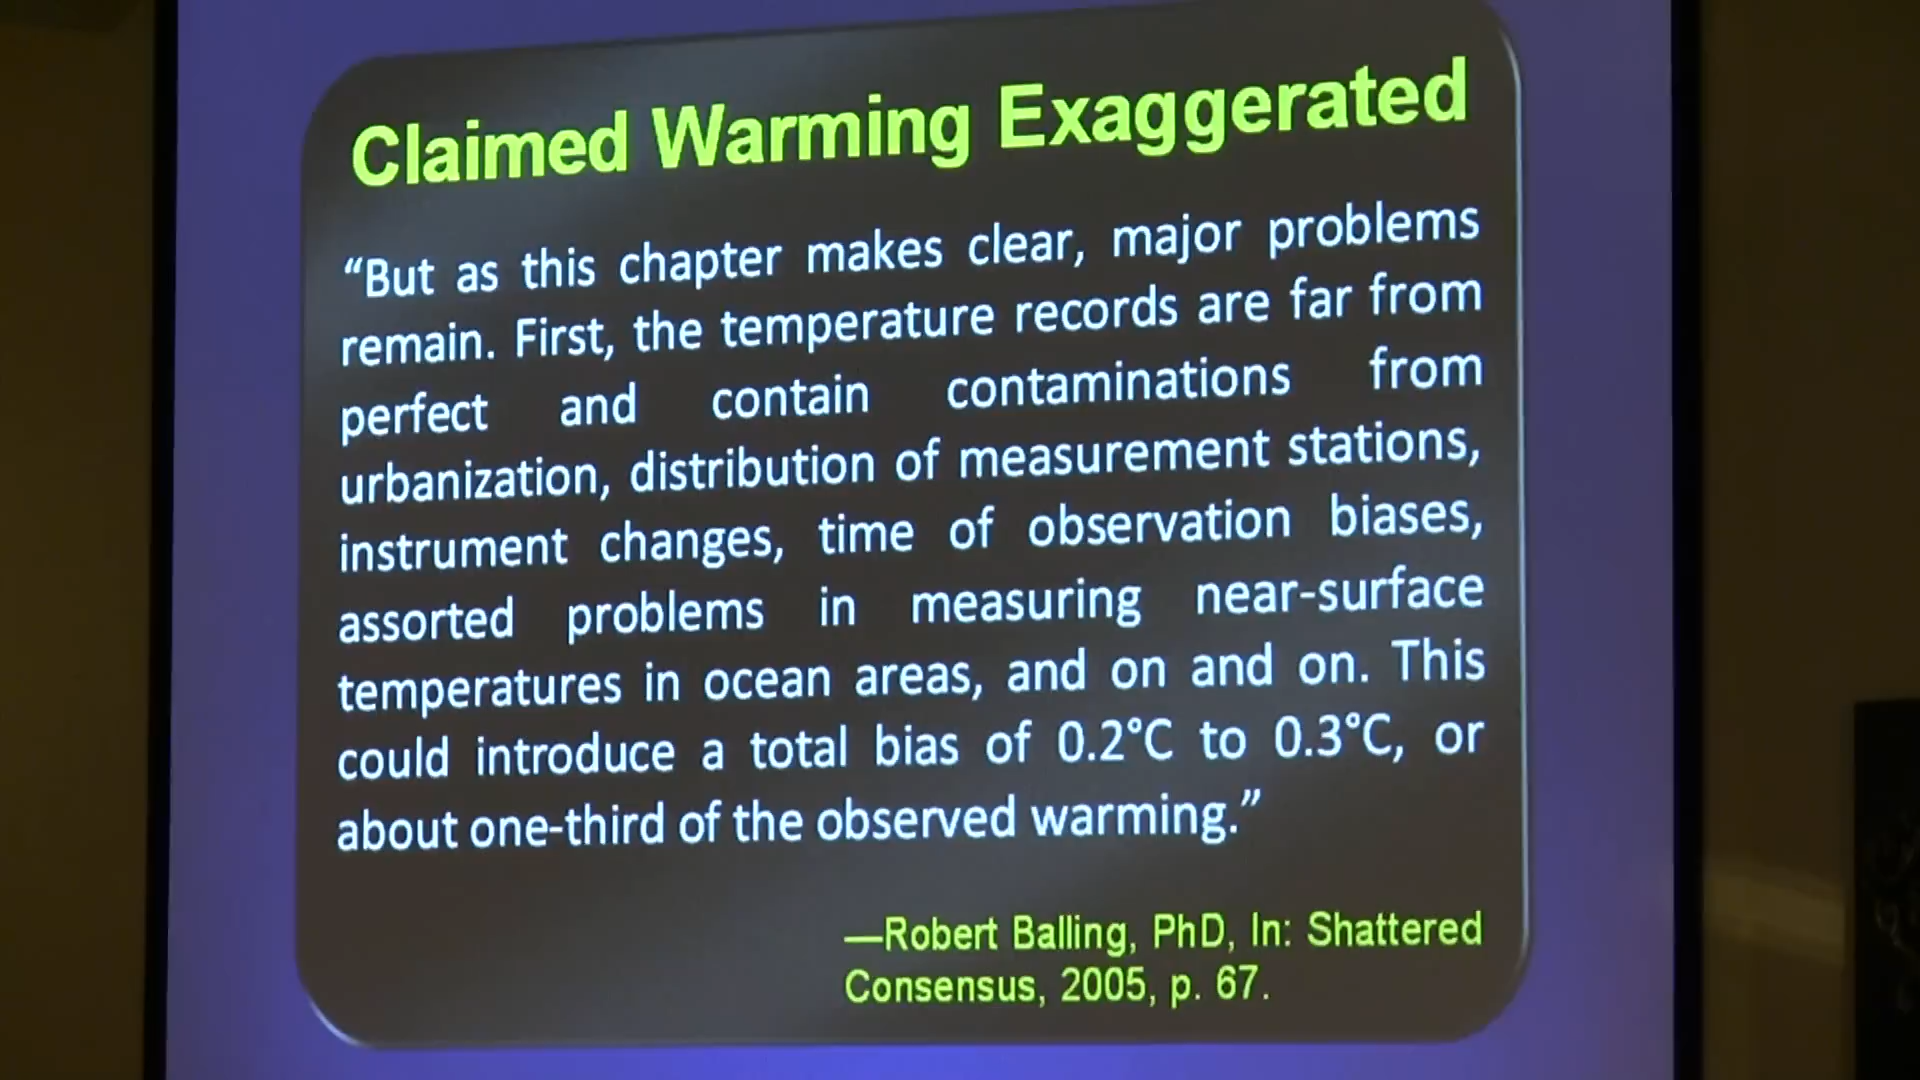 Claimed Warming Exaggerated
“But as this chapter makes clear, major problems
remain. First, the temperature records are far from
perfect and contain contaminations from
urbanization, distribution of measurement stations,
instrument changes, time of observation biases,
assorted problems in measuring near-surface
temperatures in ocean areas, and on and on. This
could introduce a total bias of 0.2°C to 0.3°C, or
about one-third of the observed warming.”
—Robert Balling, PhD, In: Shattered
Consensus, 2005, p. 67.